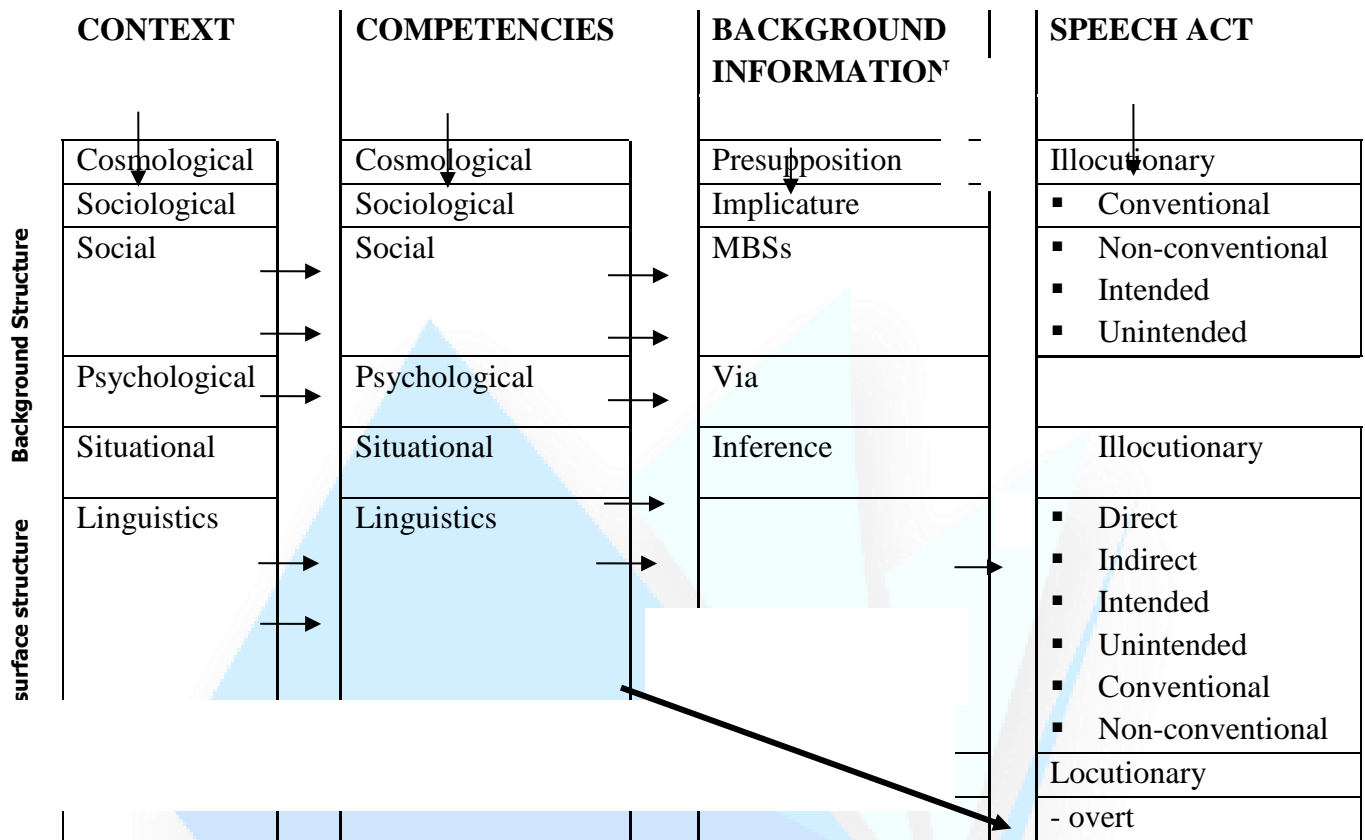 CONTEXT
COMPETENCIES
BACKGROUND
INFORMATION
SPEECH ACT
Background Structure
surface structure
Cosmological
Sociological
Social
Psychological
Situational
Linguistics
Cosmological
Sociological
Social
Psychological
Situational
Linguistics
Presupposition
Implicature
MBSs
Via
Inference
Illocutionary
▪ Conventional
▪ Non-conventional
▪ Intended
▪ Unintended
Illocutionary
▪ Direct
▪ Indirect
▪ Intended
▪ Unintended
▪ Conventional
▪ Non-conventional
Locutionary
- overt